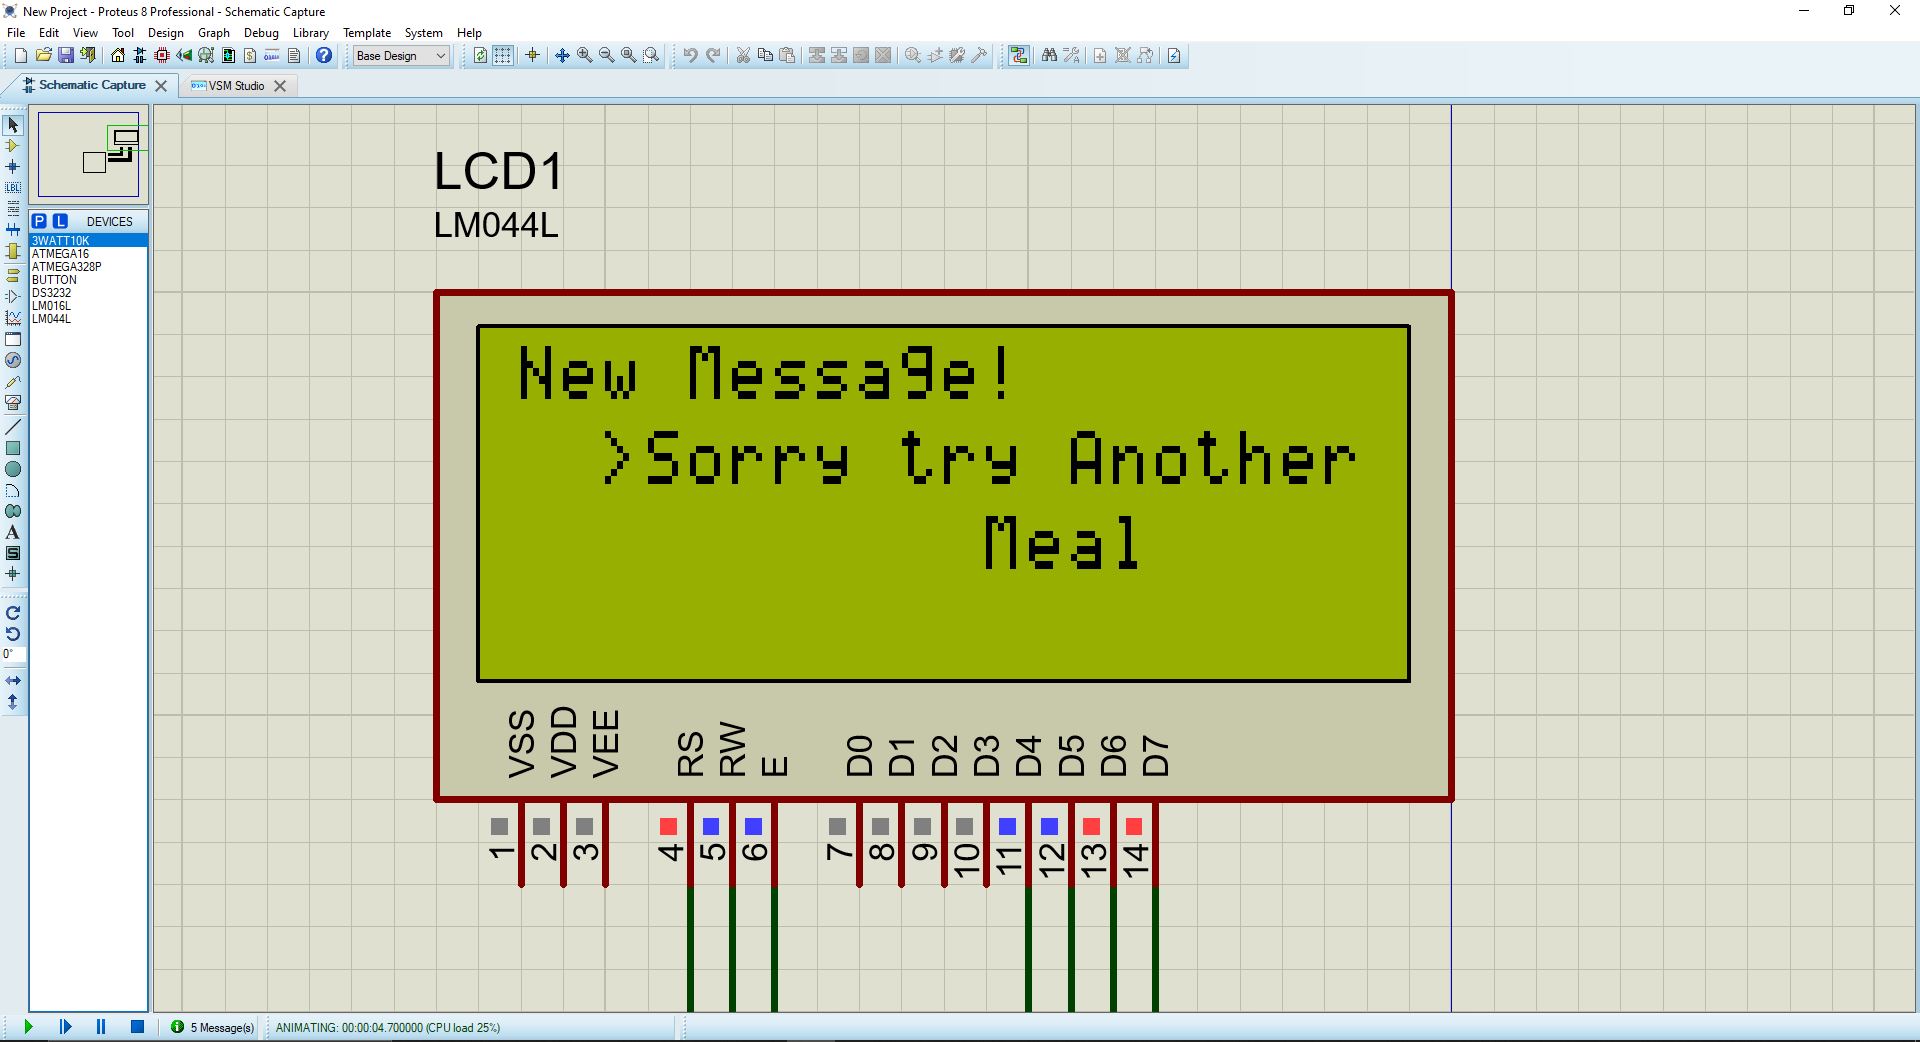 New Project - Proteus 8 Professional - Schematic Capture
File Edit View Tool Design Graph Debug Library Template System Help
Base Design
Schematic Capture
VSM Studio
LBL
A
S
0°
P L DEVICES
3WATT10K
ATMEGA16
ATMEGA328P
BUTTON
DS3232
LM016L
LM044L
LCD1
LM044L
New Message!
>Sorry try Another
Meal
VSS VDD VEE RS RW E D0 D1 D2 D3 D4 D5 D6 D7
1 2 3 4 5 6 7 8 9 10 11 12 13 14
5 Message(s)
ANIMATING: 00:00:04.700000 (CPU load 25%)